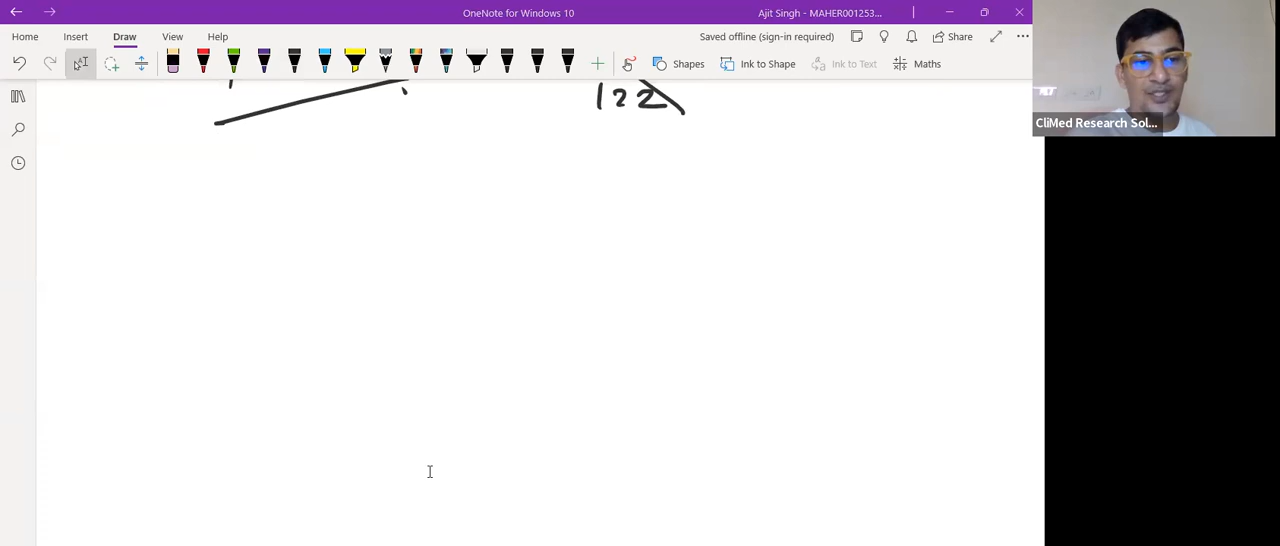 OneNote for Windows 10
Ajit Singh - MAHER001253...
Home Insert Draw View Help
Saved offline (sign-in required) Share
Shapes Ink to Shape Ink to Text Maths
122
CliMed Research Sol...